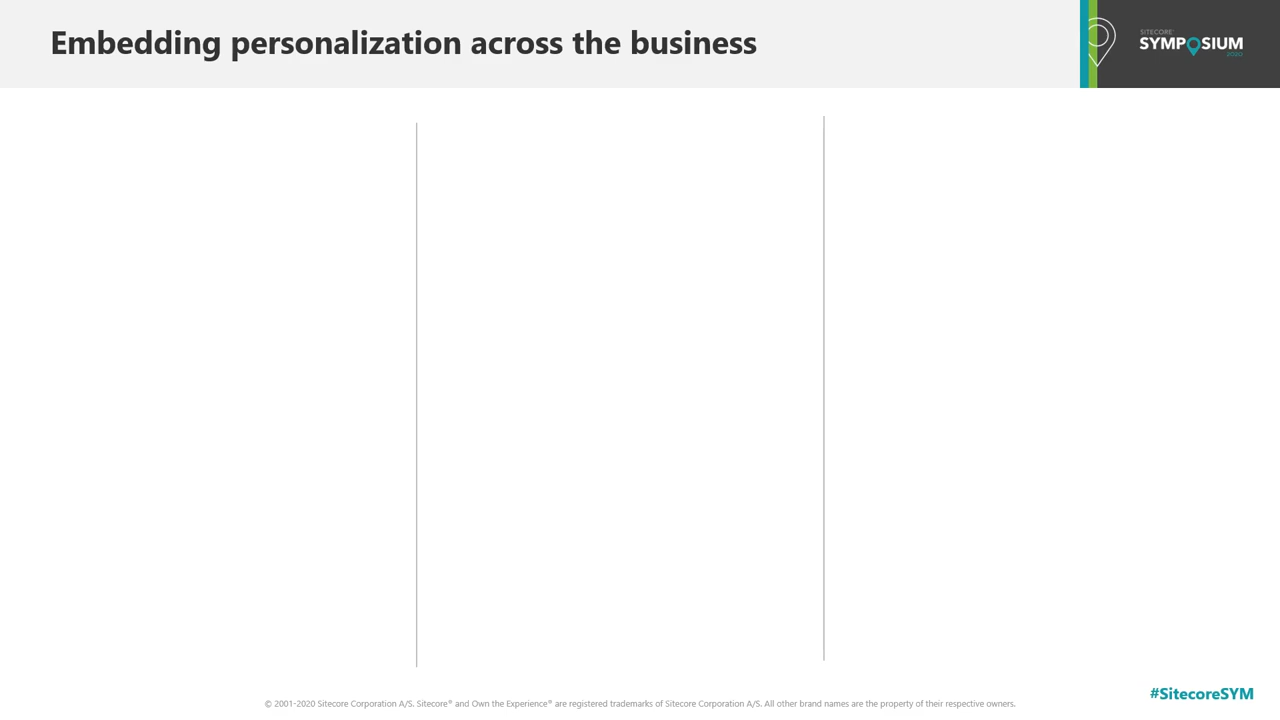 Embedding personalization across the business
SITECORE
SYMPOSIUM
2020
#SitecoreSYM
© 2001-2020 Sitecore Corporation A/S. Sitecore® and Own the Experience® are registered trademarks of Sitecore Corporation A/S. All other brand names are the property of their respective owners.